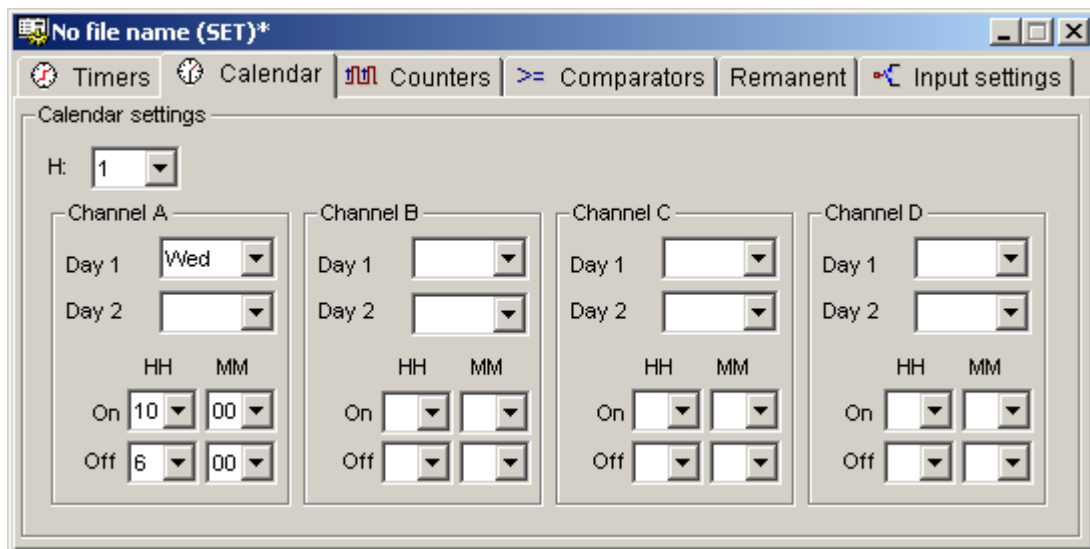 No file name (SET)*
Timers Calendar Counters >= Comparators Remanent Input settings
Calendar settings
H: 1
Channel A Channel B Channel C Channel D
Day 1 Wed Day 1 Day 1 Day 1
Day 2 Day 2 Day 2 Day 2
HH MM HH MM HH MM HH MM
On 10 00 On On On
Off 6 00 Off Off Off